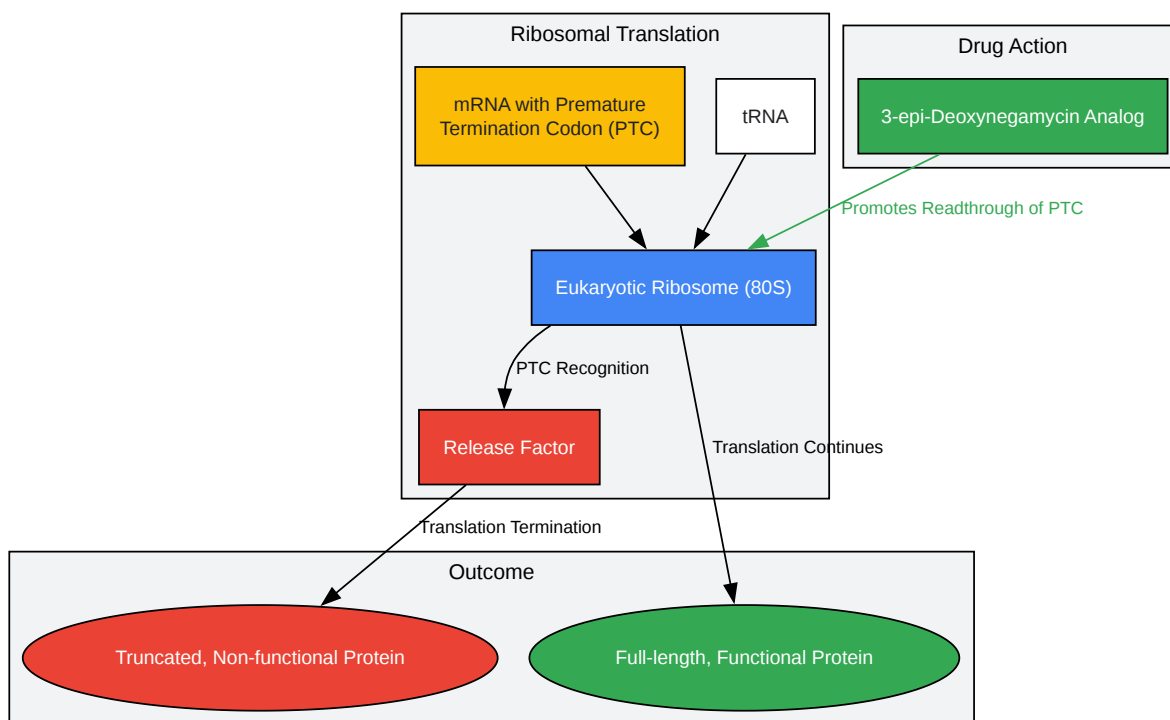 Ribosomal Translation
Drug Action
mRNA with Premature
Termination Codon (PTC)
tRNA
3-epi-Deoxynegamycin Analog
Promotes Readthrough of PTC
Eukaryotic Ribosome (80S)
PTC Recognition
Release Factor
Translation Continues
Translation Termination
Outcome
Truncated, Non-functional Protein
Full-length, Functional Protein